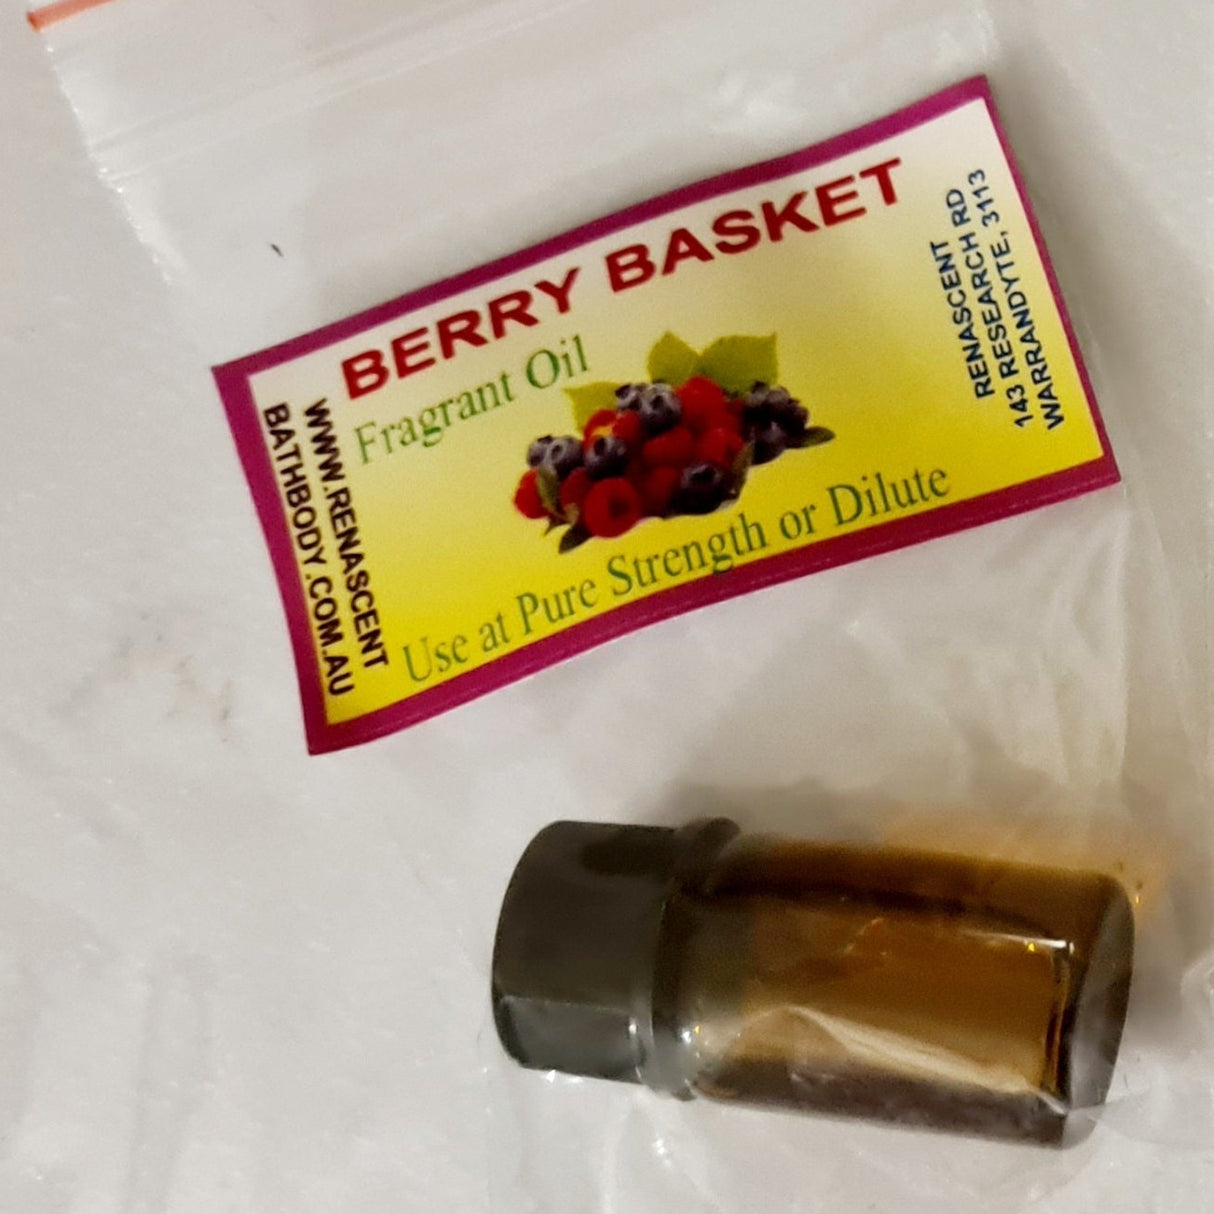 BERRY BASKET
Fragrant Oil
Use at Pure Strength or Dilute
WWW.RENASCENT
BATHBODY.COM.AU
RENASCENT
143 RESEARCH RD
WARRANDYTE, 3113